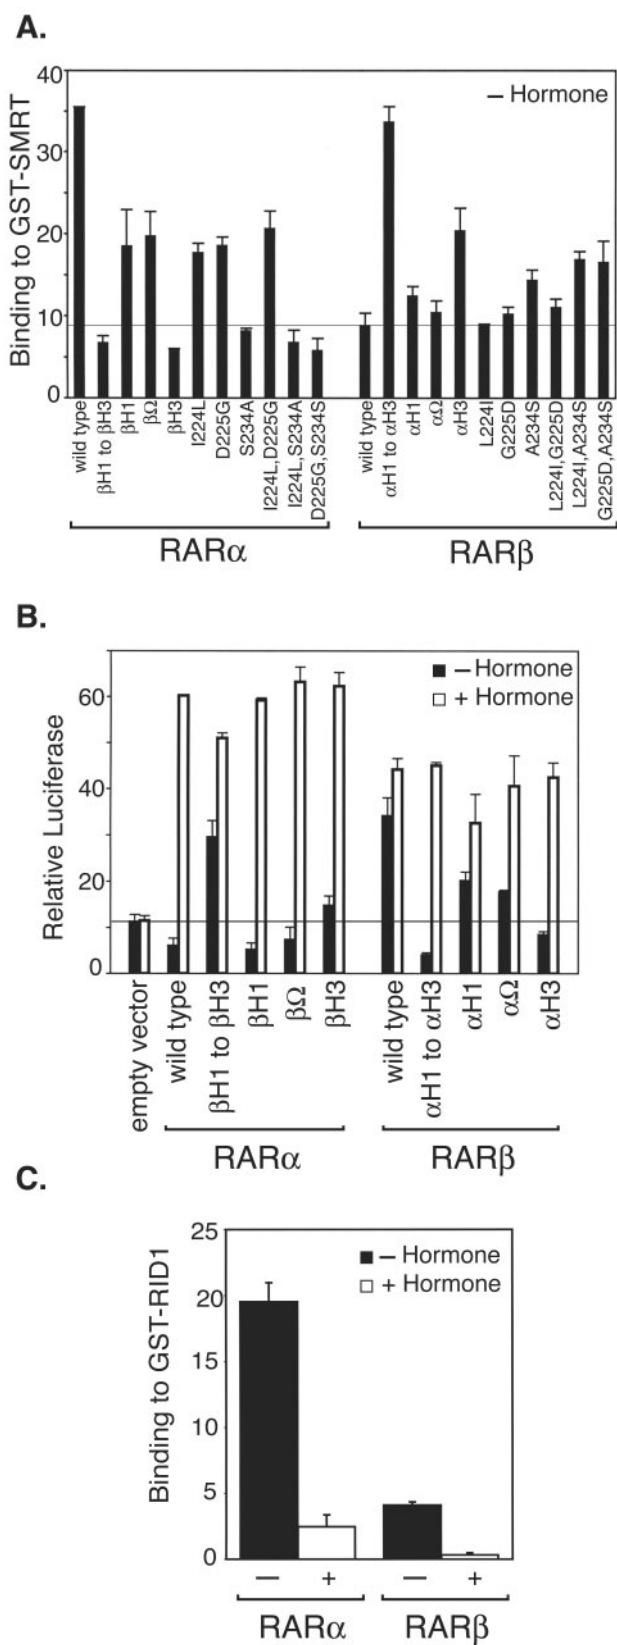 A.
Binding to GST-SMRT
40
30
20
10
0
– Hormone
wild type
βH1 to βH3
βH1
βΩ
βH3
I224L
D225G
S234A
I224L,D225G
I224L,S234A
D225G,S234S
wild type
αH1 to αH3
αH1
αΩ
αH3
L224I
G225D
A234S
L224I,G225D
L224I,A234S
G225D,A234S
RARα
RARβ
B.
Relative Luciferase
60
40
20
0
– Hormone
+ Hormone
empty vector
wild type
βH1 to βH3
βH1
βΩ
βH3
wild type
αH1 to αH3
αH1
αΩ
αH3
RARα
RARβ
C.
Binding to GST-RID1
25
20
15
10
5
0
– Hormone
+ Hormone
– + – +
RARα RARβ